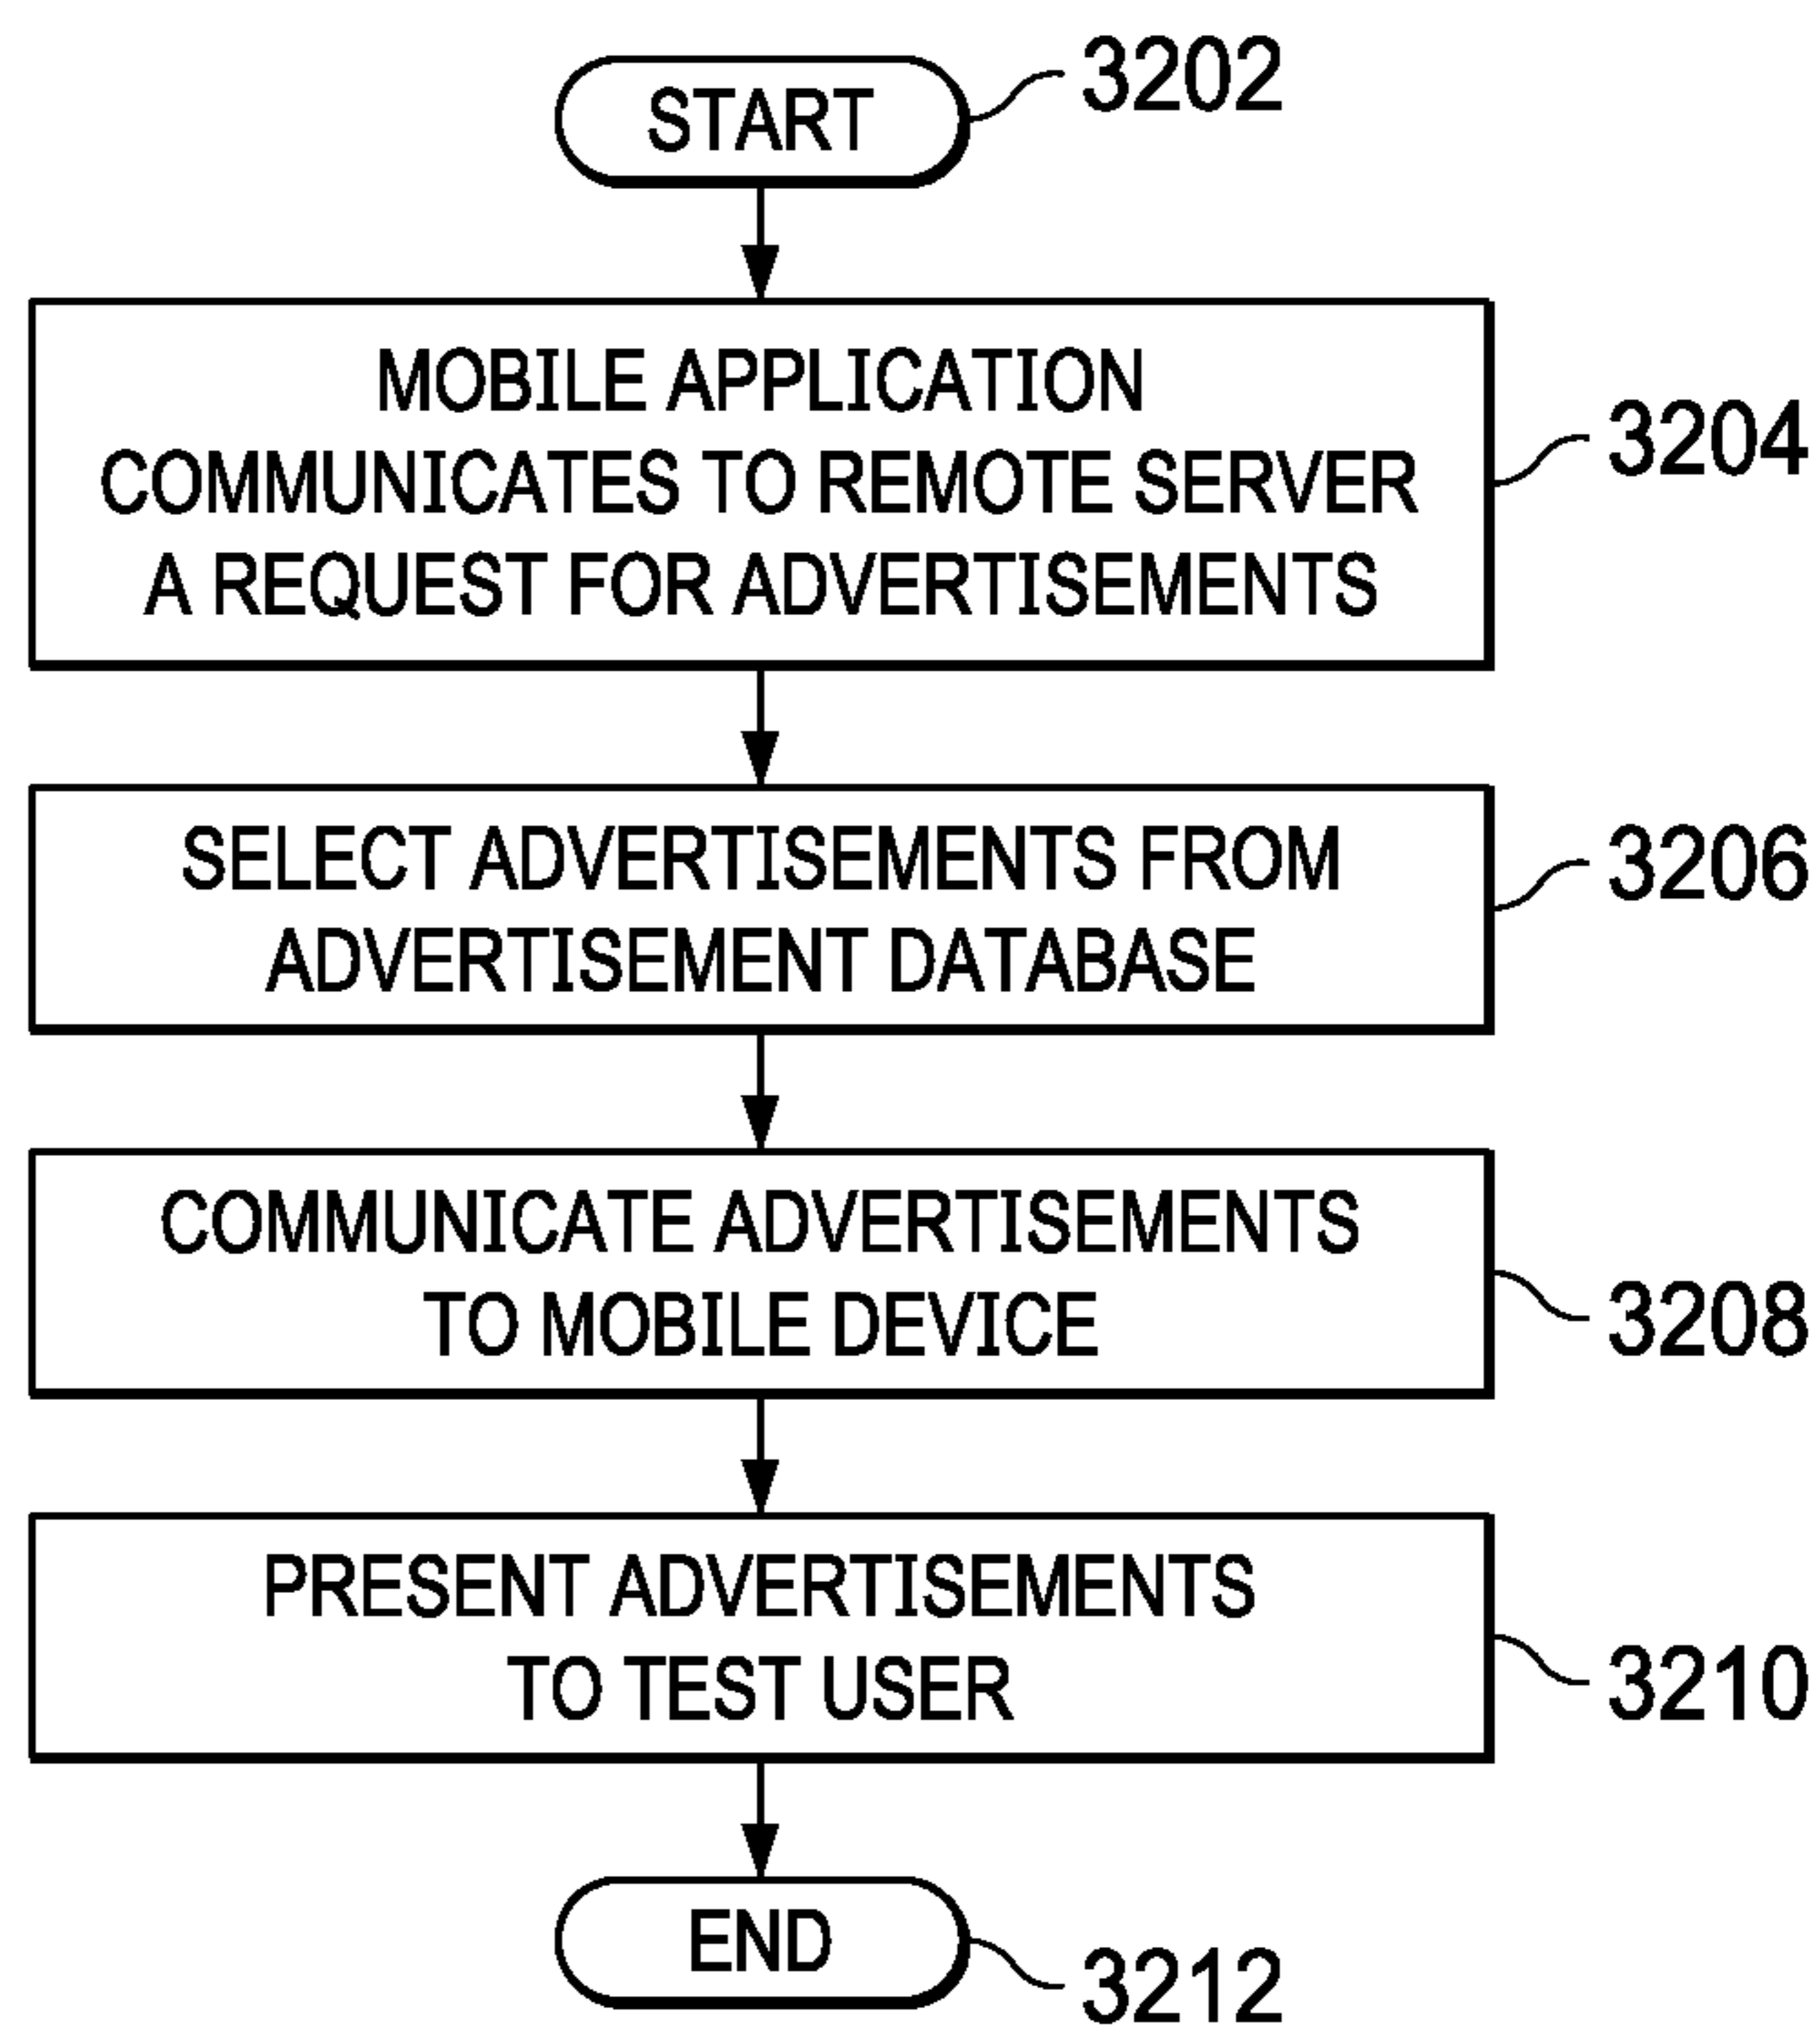 START
3202
MOBILE APPLICATION
COMMUNICATES TO REMOTE SERVER
A REQUEST FOR ADVERTISEMENTS
3204
SELECT ADVERTISEMENTS FROM
ADVERTISEMENT DATABASE
3206
COMMUNICATE ADVERTISEMENTS
TO MOBILE DEVICE
3208
PRESENT ADVERTISEMENTS
TO TEST USER
3210
END
3212